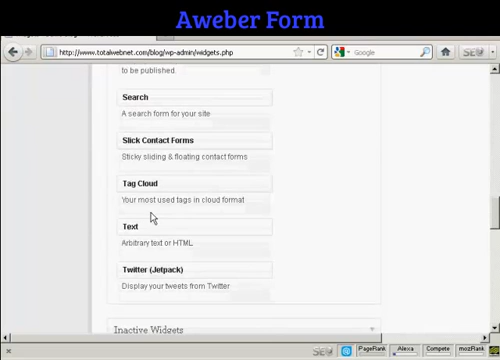 Aweber Form
http://www.totalwebnet.com/blog/wp-admin/widgets.php
Google
to be published
Search
A search form for your site
Slick Contact Forms
Sticky sliding & floating contact forms
Tag Cloud
Your most used tags in cloud format
Text
Arbitrary text or HTML
Twitter (Jetpack)
Display your tweets from Twitter
Inactive Widgets
PageRank
Alexa
Compete
mozRank